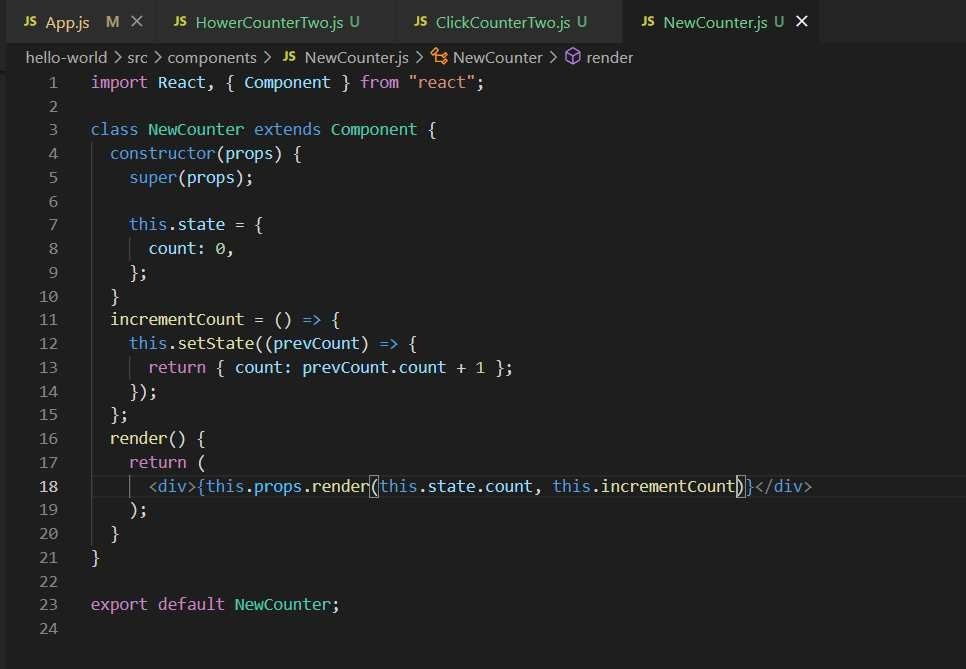 JS App.js M × JS HowerCounterTwo.js U JS ClickCounterTwo.js U JS NewCounter.js U ×
hello-world > src > components > JS NewCounter.js > NewCounter > render
1 import React, { Component } from "react";
2
3 class NewCounter extends Component {
4   constructor(props) {
5     super(props);
6
7     this.state = {
8       count: 0,
9     };
10   }
11   incrementCount = () => {
12     this.setState((prevCount) => {
13       return { count: prevCount.count + 1 };
14     });
15   };
16   render() {
17     return (
18       <div>{this.props.render(this.state.count, this.incrementCount)}</div>
19     );
20   }
21 }
22
23 export default NewCounter;
24